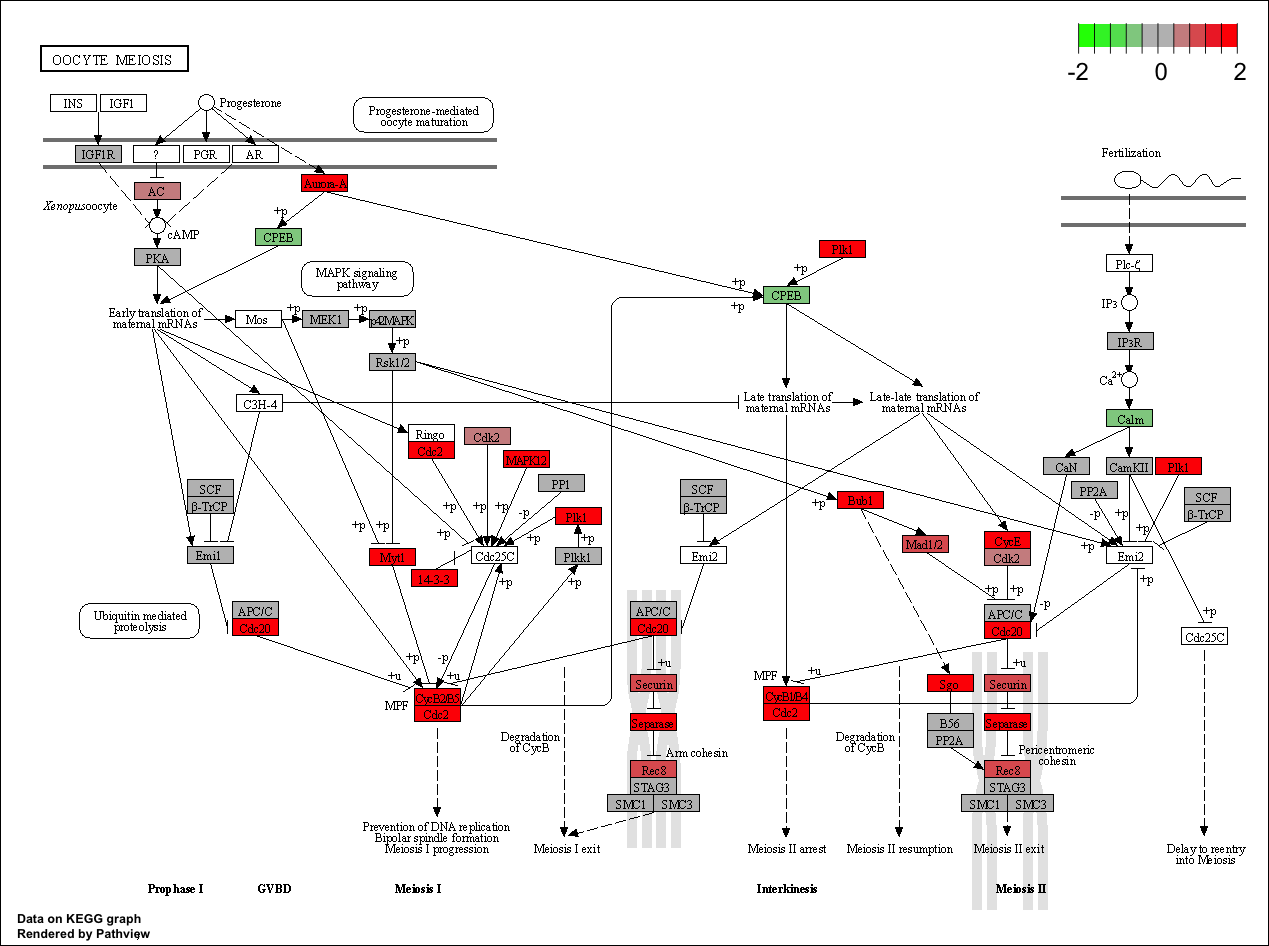 OOCYTE MEIOSIS
-2 0 2
INS IGF1
Progesterone
Progesterone-mediated
oocyte maturation
IGF1R ? PGR AR
Fertilization
AC
Aurora-A
Xenopus oocyte
cAMP
+p
CPEB
PKA
Plk1
+p
Plc-ζ
MAPK signaling
pathway
+p
CPEB
+p
IP3
Early translation of
maternal mRNAs
Mos
+p
MEK1
+p
p42MAPK
+p
IP3R
Rsk1/2
Ca2+
C3H-4
Late translation of
maternal mRNAs
Late-late translation of
maternal mRNAs
Calm
Ringo
Cdc2
Cdk2
MAPK12
PP1
CaN
CamKII
Plk1
SCF
β-TrCP
SCF
β-TrCP
PP2A
SCF
β-TrCP
+p
+p
+p
+p
+p
-p
+p
Plk1
+p
Bub1
-p
+p
+p
Emi1
Myt1
Cdc25C
+p
Plkk1
Emi2
Mad1/2
CycE
Cdk2
+p
Emi2
14-3-3
+p
+p
+p
+p
+p
-p
+p
Ubiquitin mediated
proteolysis
APC/C
Cdc20
APC/C
Cdc20
APC/C
Cdc20
Cdc25C
+p
-p
+u
+u
+u
+u
MPF
CycB2/B5
Cdc2
Securin
MPF
CycB1/B4
Cdc2
Sgo
Securin
Separase
B56
PP2A
Separase
Degradation
of CycB
Arm cohesin
Degradation
of CycB
Pericentromeric
cohesin
Rec8
STAG3
SMC1 SMC3
Rec8
STAG3
SMC1 SMC3
Prevention of DNA replication
Bipolar spindle formation
Meiosis I progression
Meiosis I exit
Meiosis II arrest
Meiosis II resumption
Meiosis II exit
Delay to reentry
into Meiosis
Prophase I GVBD Meiosis I Interkinesis Meiosis II
Data on KEGG graph
Rendered by Pathview